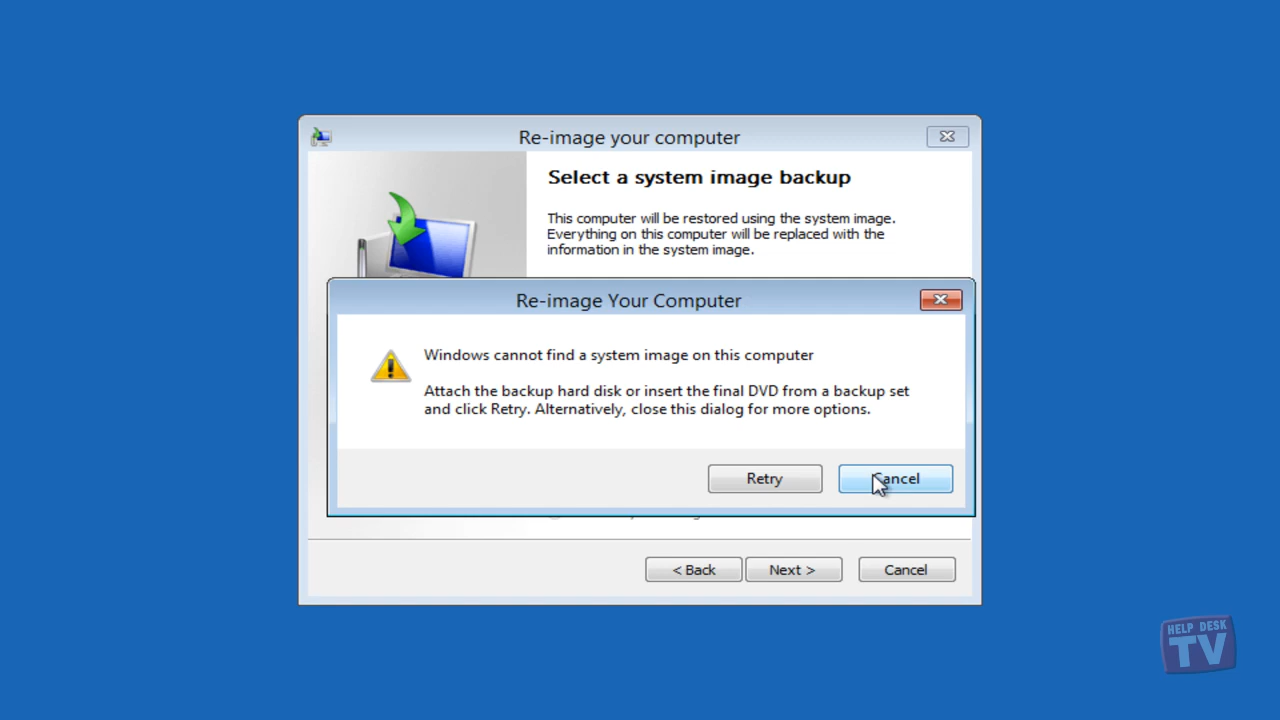 Re-image your computer
Select a system image backup
This computer will be restored using the system image.
Everything on this computer will be replaced with the
information in the system image.
Re-image Your Computer
Windows cannot find a system image on this computer
Attach the backup hard disk or insert the final DVD from a backup set
and click Retry. Alternatively, close this dialog for more options.
Retry
Cancel
< Back
Next >
Cancel
HELP DESK
TV